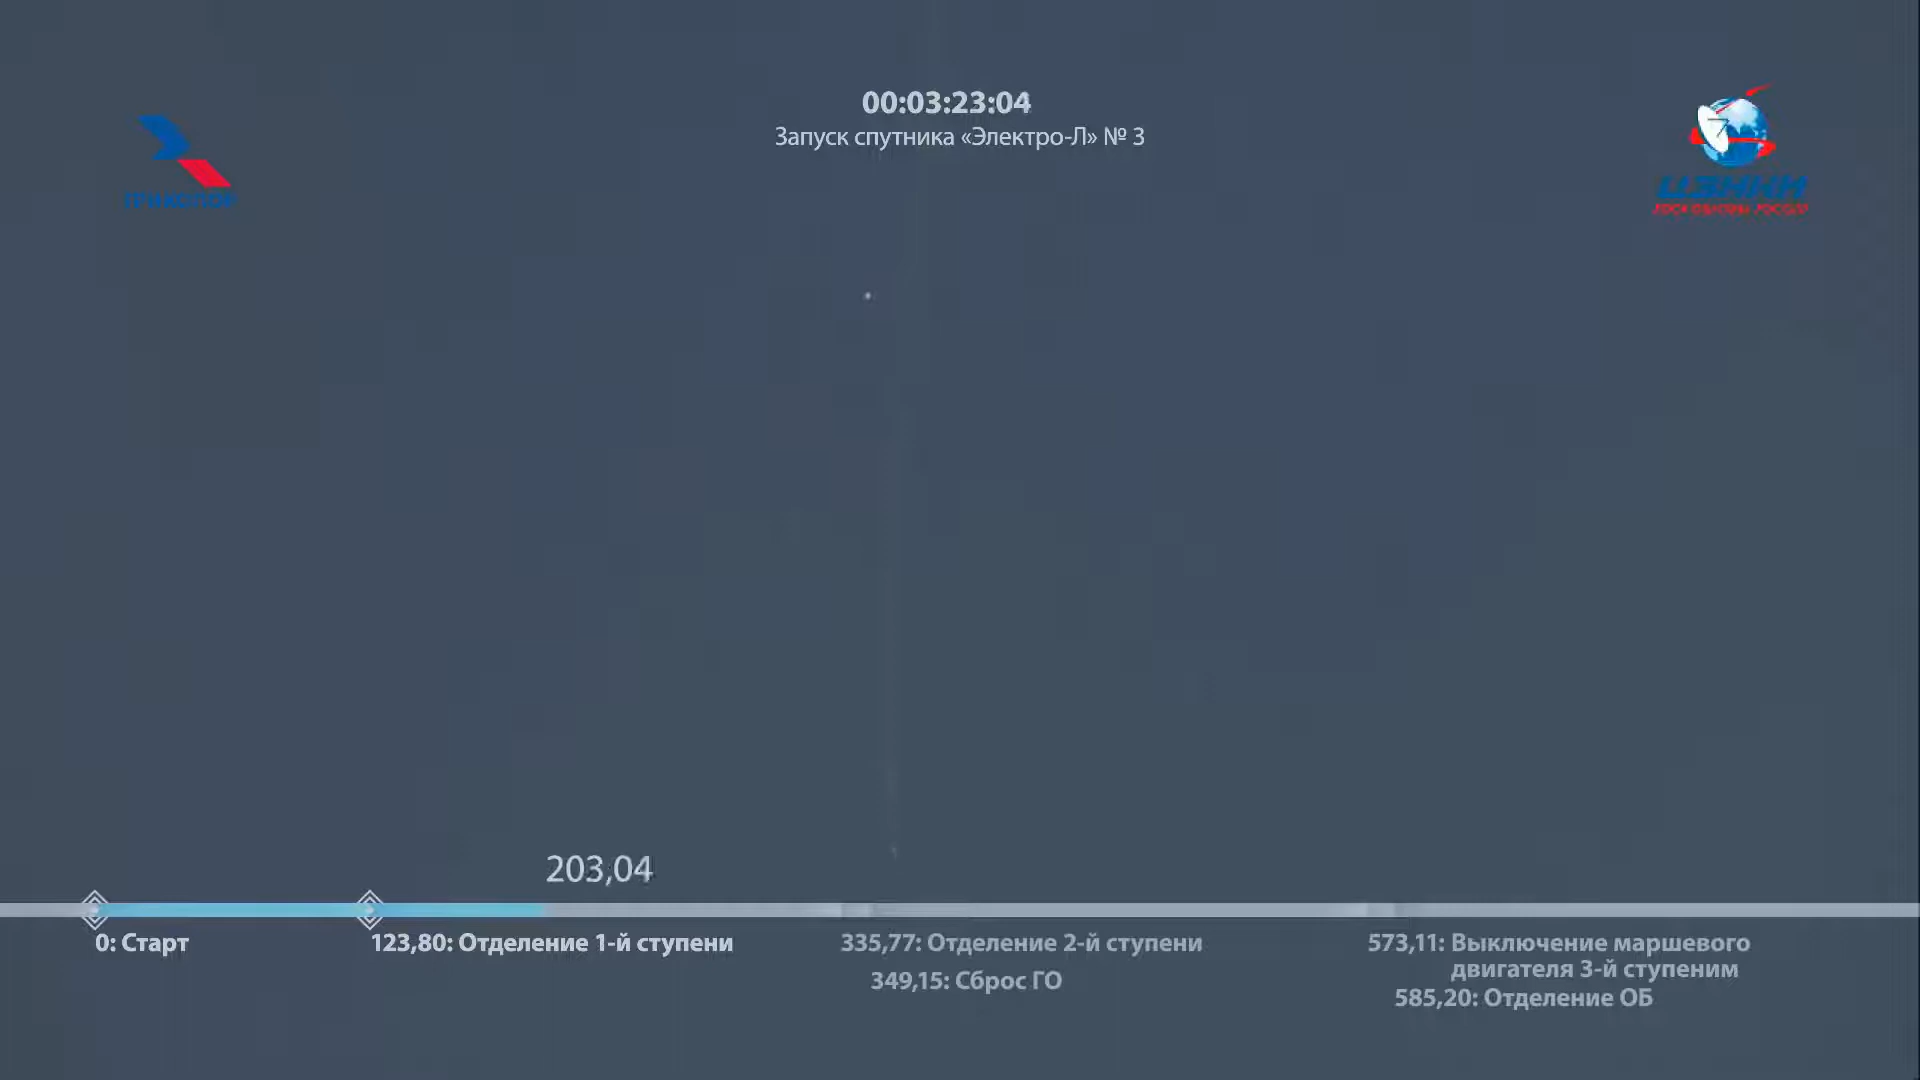 00:03:23:04
Запуск спутника «Электро-Л» № 3
ТРИКОЛОР
ЦЭНКИ
203,04
0: Старт
123,80: Отделение 1-й ступени
335,77: Отделение 2-й ступени
349,15: Сброс ГО
573,11: Выключение маршевого
двигателя 3-й ступеним
585,20: Отделение ОБ